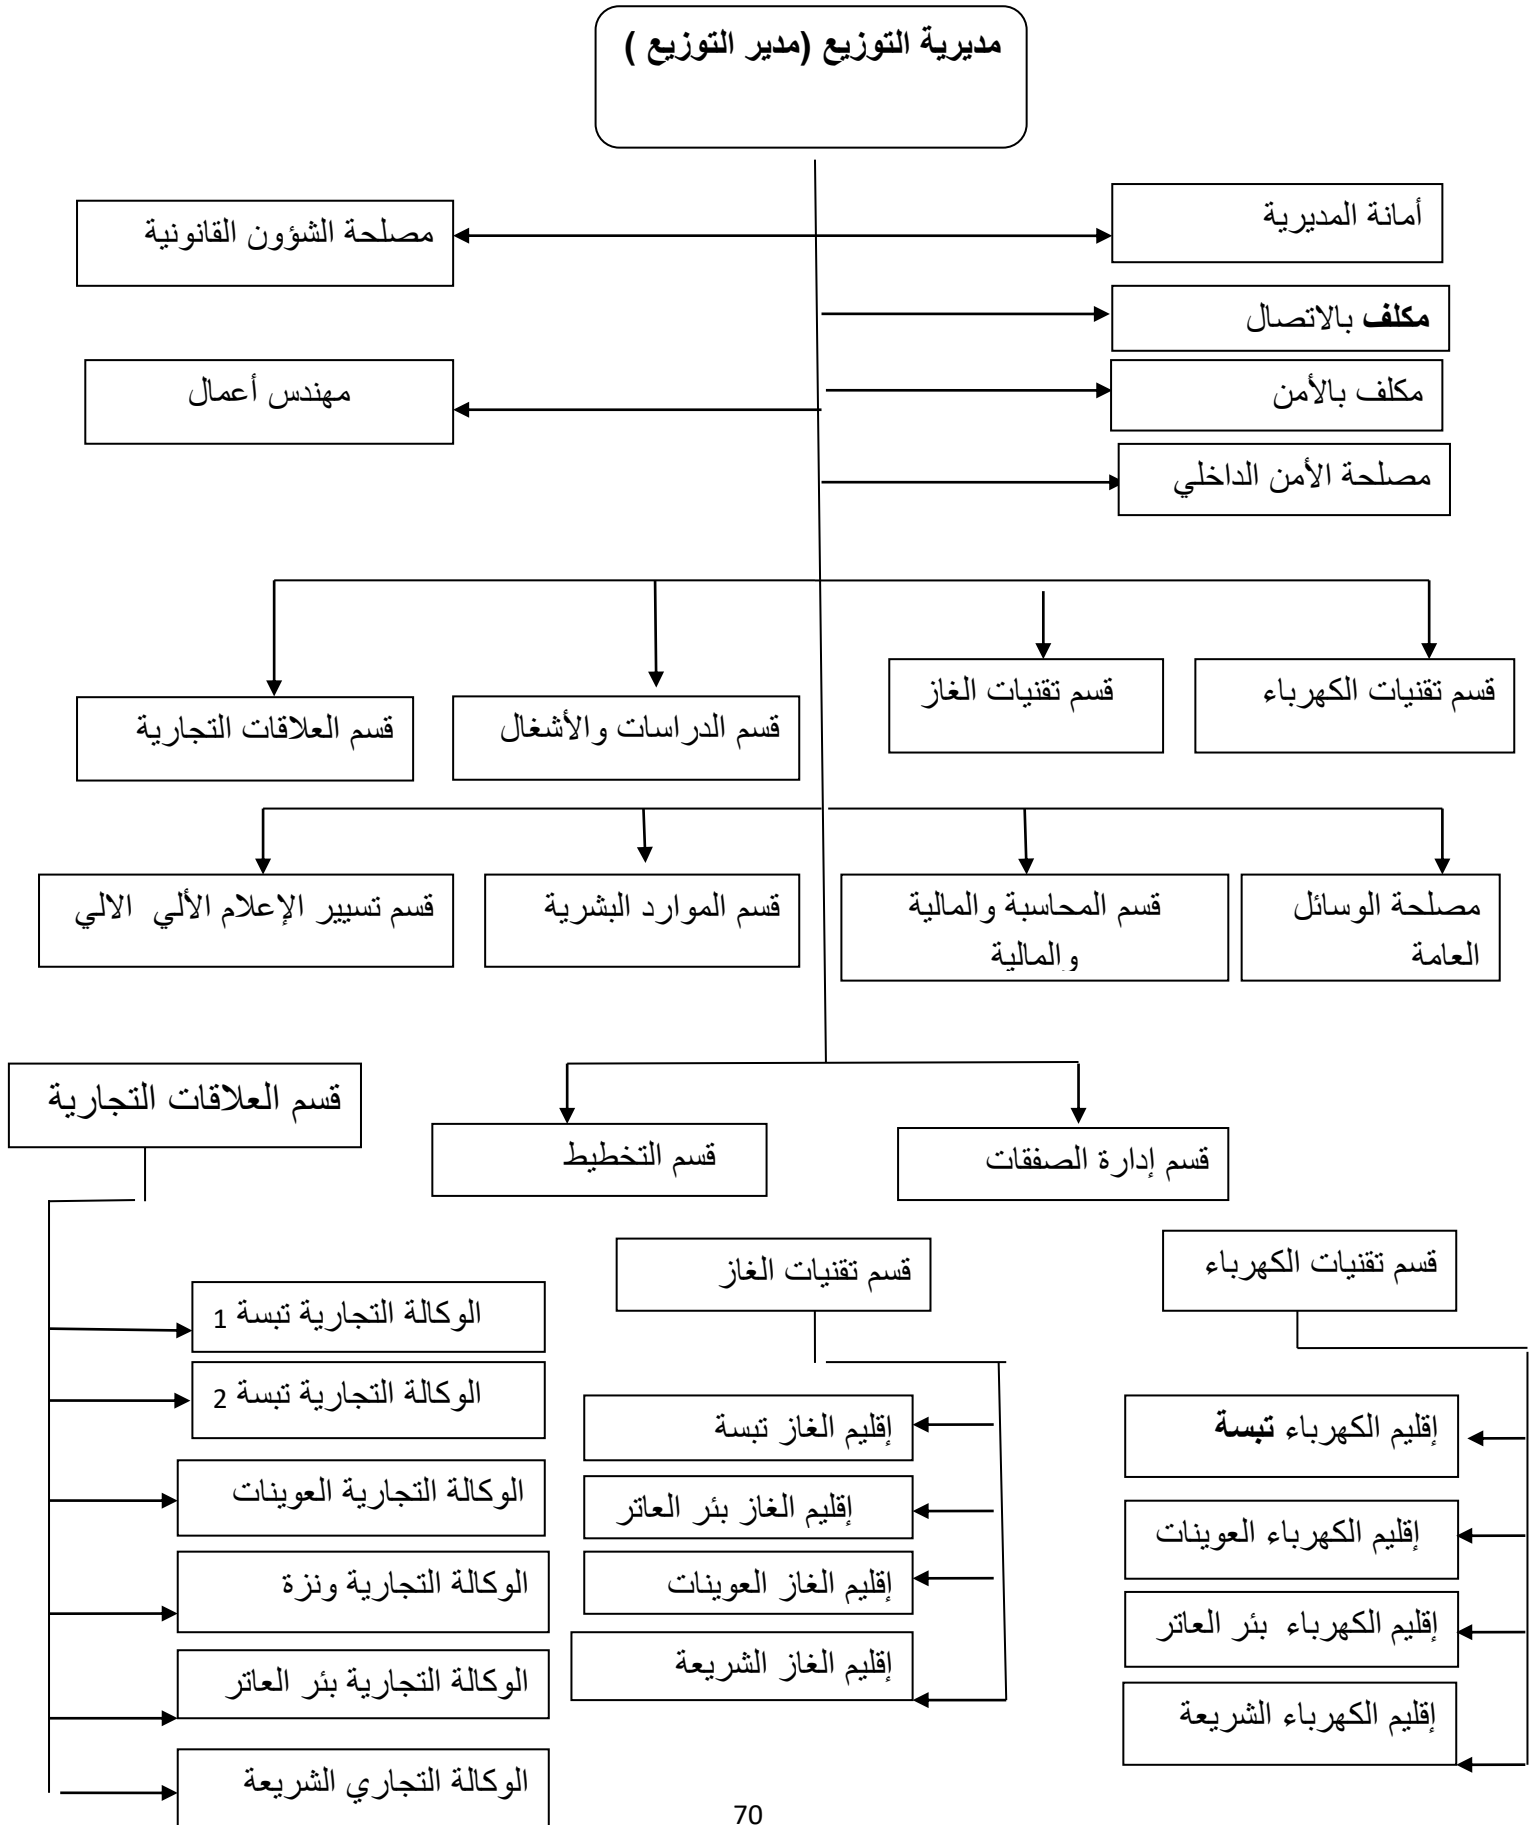 مديرية التوزيع (مدير التوزيع )
أمانة المديرية
مصلحة الشؤون القانونية
مكلف بالاتصال
مكلف بالأمن
مهندس أعمال
مصلحة الأمن الداخلي
قسم تقنيات الكهرباء
قسم تقنيات الغاز
قسم الدراسات والأشغال
قسم العلاقات التجارية
مصلحة الوسائل
العامة
قسم المحاسبة والمالية
والمالية
قسم الموارد البشرية
قسم تسيير الإعلام الألي الالي
قسم إدارة الصفقات
قسم التخطيط
قسم العلاقات التجارية
قسم تقنيات الكهرباء
إقليم الكهرباء تبسة
إقليم الكهرباء العوينات
إقليم الكهرباء بئر العاتر
إقليم الكهرباء الشريعة
قسم تقنيات الغاز
إقليم الغاز تبسة
إقليم الغاز بئر العاتر
إقليم الغاز العوينات
إقليم الغاز الشريعة
الوكالة التجارية تبسة 1
الوكالة التجارية تبسة 2
الوكالة التجارية العوينات
الوكالة التجارية ونزة
الوكالة التجارية بئر العاتر
الوكالة التجاري الشريعة
70